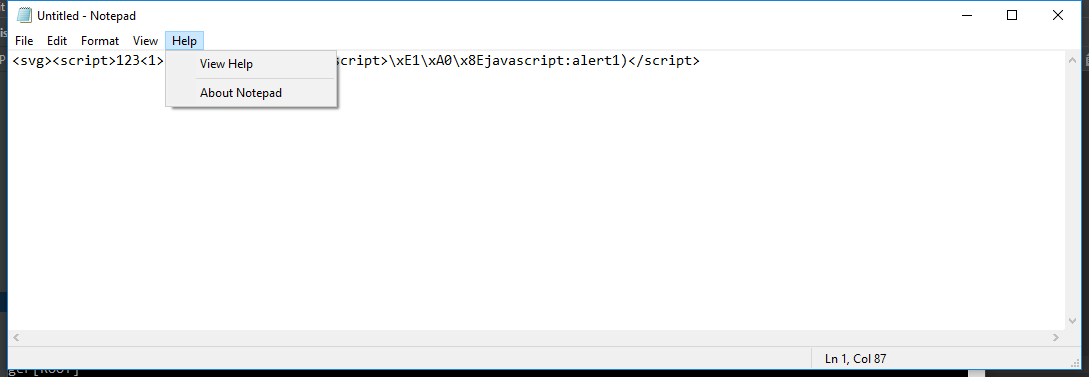 Untitled - Notepad
File Edit Format View Help
<svg><script>123<1> script>\xE1\xA0\x8Ejavascript:alert1)</script>
View Help
About Notepad
Ln 1, Col 87